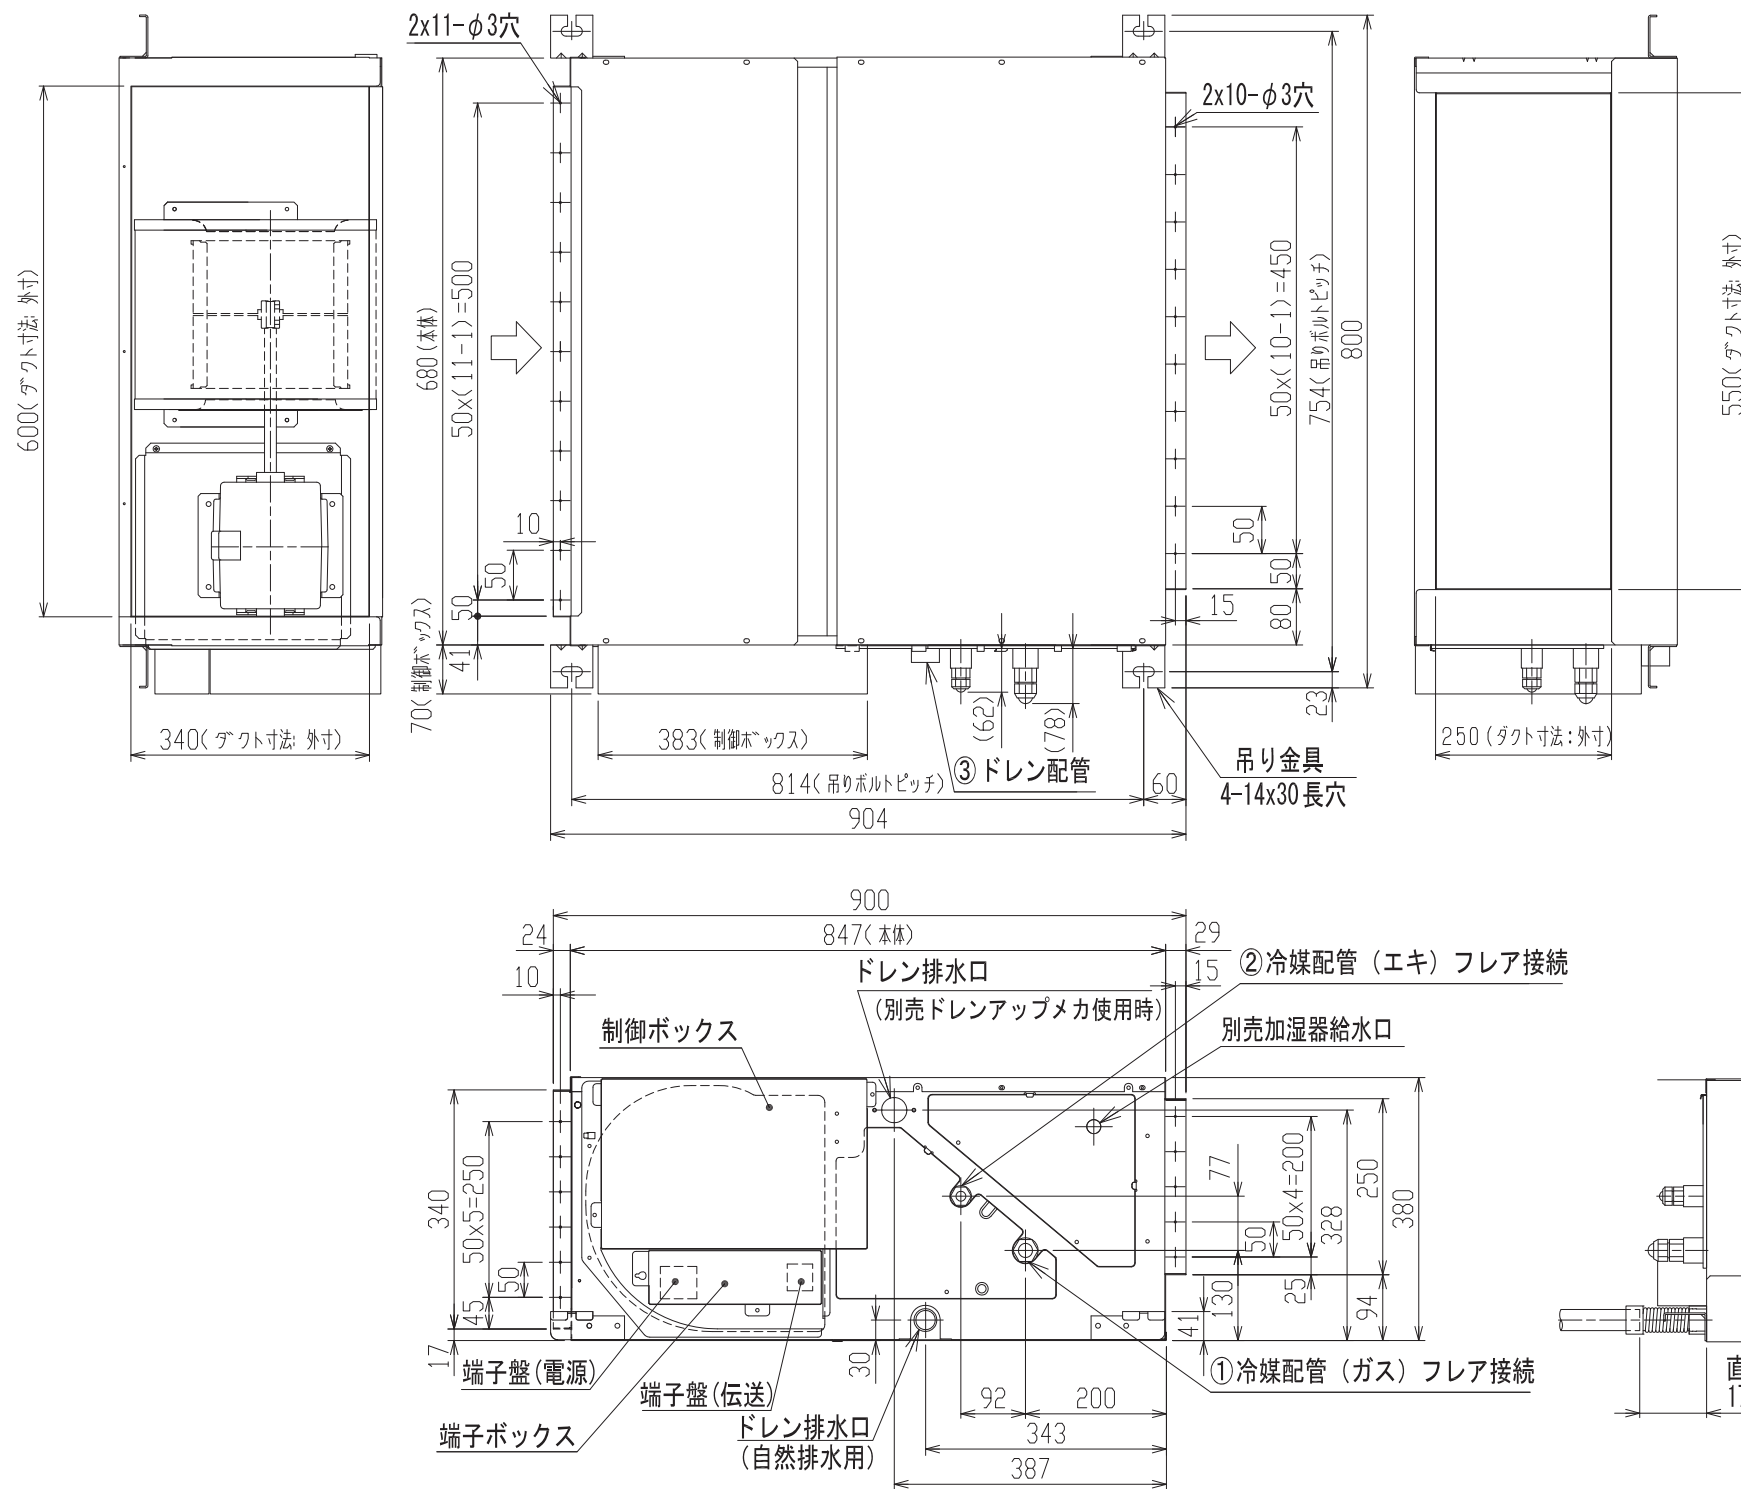 2x11-φ3穴
2x10-φ3穴
600(ダクト寸法: 外寸)
680(本体)
50x(11-1)=500
50x(10-1)=450
754(吊りボルトピッチ)
800
550(ダクト寸法: 外寸)
10
50
50
41
70(制御ボックス)
50
50
80
15
23
340(ダクト寸法: 外寸)
383(制御ボックス)
(62)
(78)
③ドレン配管
吊り金具
4-14x30長穴
250(ダクト寸法:外寸)
814(吊りボルトピッチ)
60
904
900
24
847(本体)
29
10
15
ドレン排水口
(別売ドレンアップメカ使用時)
②冷媒配管(エキ)フレア接続
制御ボックス
別売加湿器給水口
340
50x5=250
50
45
17
77
50
50x4=200
328
250
380
130
25
94
41
30
端子盤(電源)
端子盤(伝送)
端子ボックス
ドレン排水口
(自然排水用)
①冷媒配管(ガス)フレア接続
92
200
343
387
直